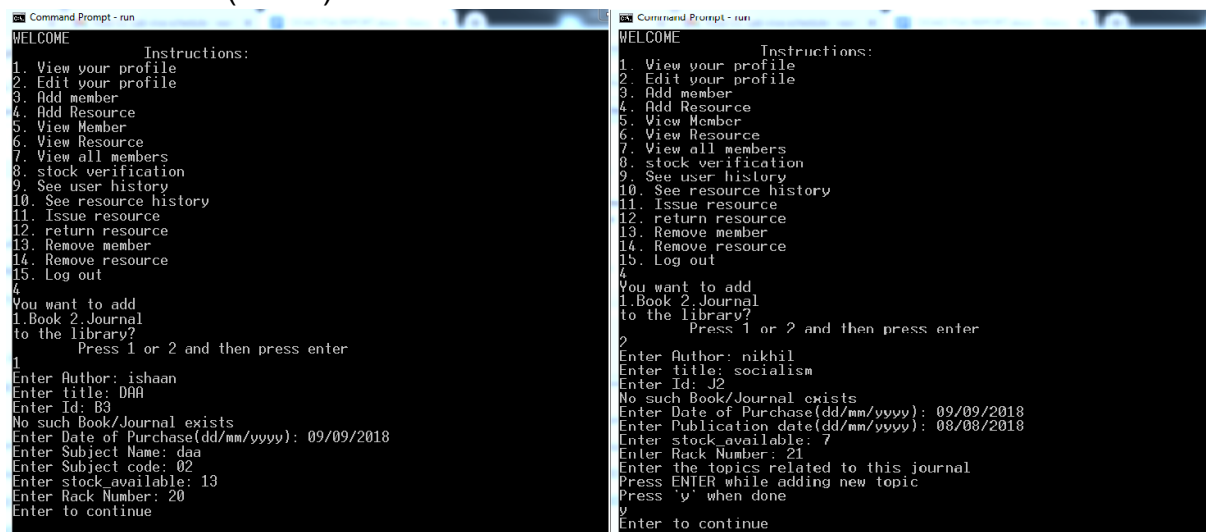 Command Prompt - run
WELCOME
Instructions:
1. View your profile
2. Edit your profile
3. Add member
4. Add Resource
5. View Member
6. View Resource
7. View all members
8. stock verification
9. See user history
10. See resource history
11. Issue resource
12. return resource
13. Remove member
14. Remove resource
15. Log out
4
You want to add
1.Book 2.Journal
to the library?
Press 1 or 2 and then press enter
1
Enter Author: ishaan
Enter title: DAA
Enter Id: B3
No such Book/Journal exists
Enter Date of Purchase(dd/mm/yyyy): 09/09/2018
Enter Subject Name: daa
Enter Subject code: 02
Enter stock_available: 13
Enter Rack Number: 20
Enter to continue
Command Prompt - run
WELCOME
Instructions:
1. View your profile
2. Edit your profile
3. Add member
4. Add Resource
5. View Member
6. View Resource
7. View all members
8. stock verification
9. See user history
10. See resource history
11. Issue resource
12. return resource
13. Remove member
14. Remove resource
15. Log out
4
You want to add
1.Book 2.Journal
to the library?
Press 1 or 2 and then press enter
2
Enter Author: nikhil
Enter title: socialism
Enter Id: J2
No such Book/Journal exists
Enter Date of Purchase(dd/mm/yyyy): 09/09/2018
Enter Publication date(dd/mm/yyyy): 08/08/2018
Enter stock_available: 7
Enter Rack Number: 21
Enter the topics related to this journal
Press ENTER while adding new topic
Press 'y' when done
y
Enter to continue